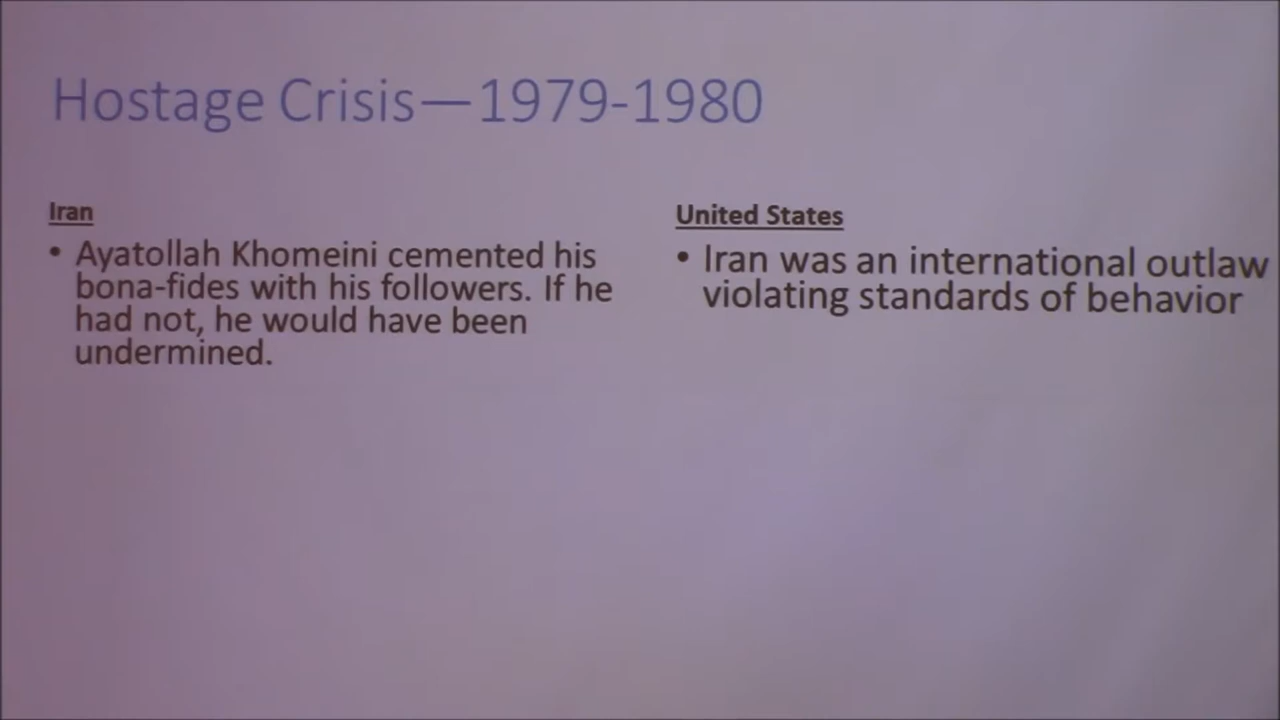 Hostage Crisis—1979-1980
Iran
• Ayatollah Khomeini cemented his
bona-fides with his followers. If he
had not, he would have been
undermined.
United States
• Iran was an international outlaw
violating standards of behavior